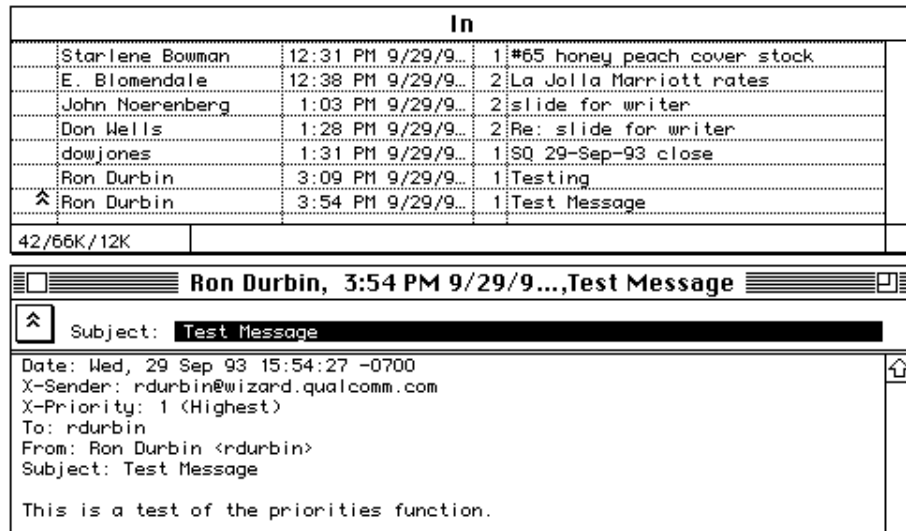 In
Starlene Bowman 12:31 PM 9/29/9… 1 #65 honey peach cover stock
E. Blomendale 12:38 PM 9/29/9… 2 La Jolla Marriott rates
John Noerenberg 1:03 PM 9/29/9… 2 slide for writer
Don Wells 1:28 PM 9/29/9… 2 Re: slide for writer
dowjones 1:31 PM 9/29/9… 1 SQ 29-Sep-93 close
Ron Durbin 3:09 PM 9/29/9… 1 Testing
Ron Durbin 3:54 PM 9/29/9… 1 Test Message
42/66K/12K
Ron Durbin, 3:54 PM 9/29/9…,Test Message
Subject: Test Message
Date: Wed, 29 Sep 93 15:54:27 -0700
X-Sender: rdurbin@wizard.qualcomm.com
X-Priority: 1 (Highest)
To: rdurbin
From: Ron Durbin <rdurbin>
Subject: Test Message
This is a test of the priorities function.